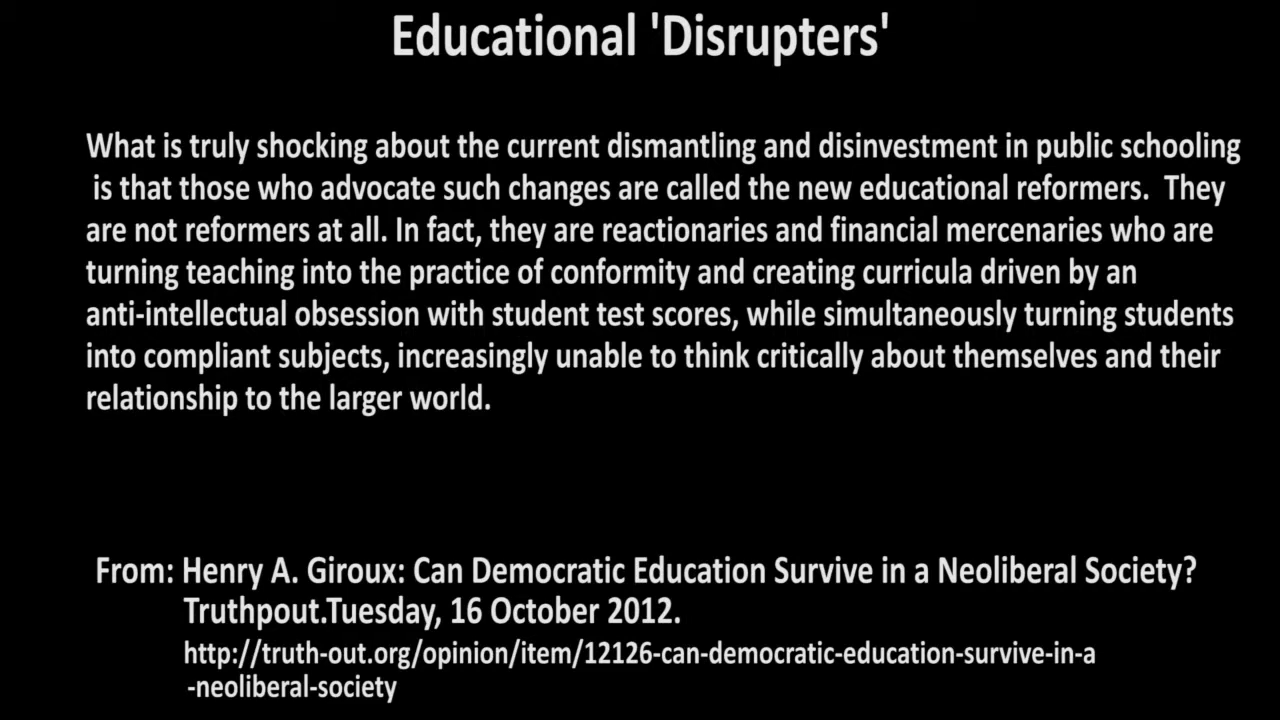 Educational 'Disrupters'
What is truly shocking about the current dismantling and disinvestment in public schooling
is that those who advocate such changes are called the new educational reformers.  They
are not reformers at all. In fact, they are reactionaries and financial mercenaries who are
turning teaching into the practice of conformity and creating curricula driven by an
anti-intellectual obsession with student test scores, while simultaneously turning students
into compliant subjects, increasingly unable to think critically about themselves and their
relationship to the larger world.
From: Henry A. Giroux: Can Democratic Education Survive in a Neoliberal Society?
Truthpout.Tuesday, 16 October 2012.
http://truth-out.org/opinion/item/12126-can-democratic-education-survive-in-a
-neoliberal-society